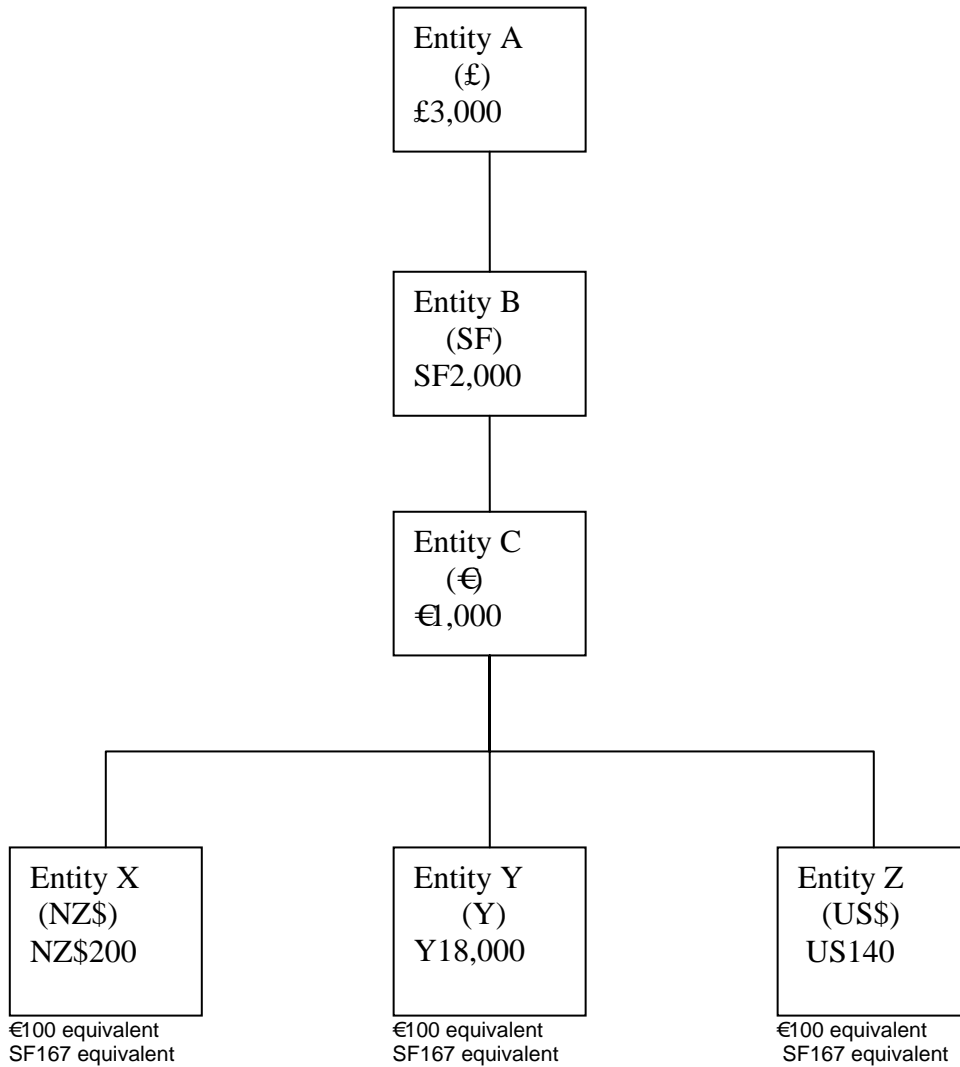 Entity A
(£)
£3,000
Entity B
(SF)
SF2,000
Entity C
(€)
€1,000
Entity X
(NZ$)
NZ$200
€100 equivalent
SF167 equivalent
Entity Y
(Y)
Y18,000
€100 equivalent
SF167 equivalent
Entity Z
(US$)
US140
€100 equivalent
SF167 equivalent